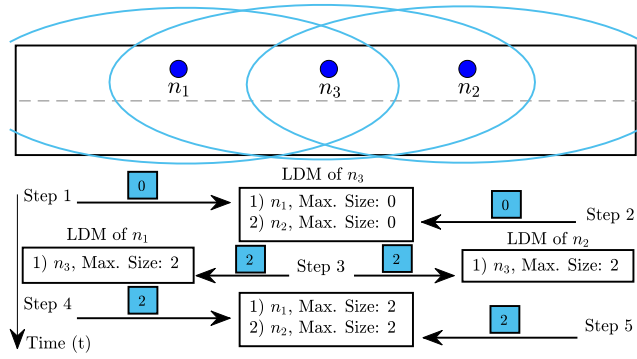 n₁ n₃ n₂
LDM of n₃
Step 1 0
1) n₁, Max. Size: 0
2) n₂, Max. Size: 0
0 Step 2
LDM of n₁
LDM of n₂
1) n₃, Max. Size: 2
2 Step 3 2
1) n₃, Max. Size: 2
Step 4 2
1) n₁, Max. Size: 2
2) n₂, Max. Size: 2
2 Step 5
Time (t)